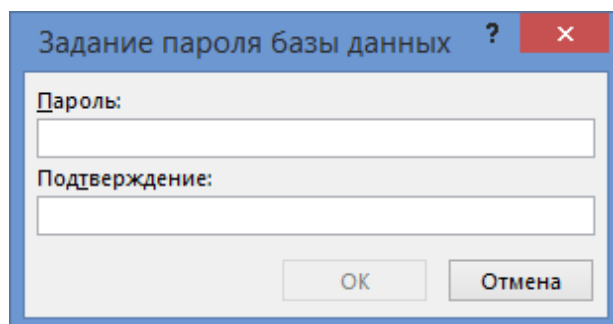 Задание пароля базы данных ? ×
Пароль:
Подтверждение:
ОК Отмена